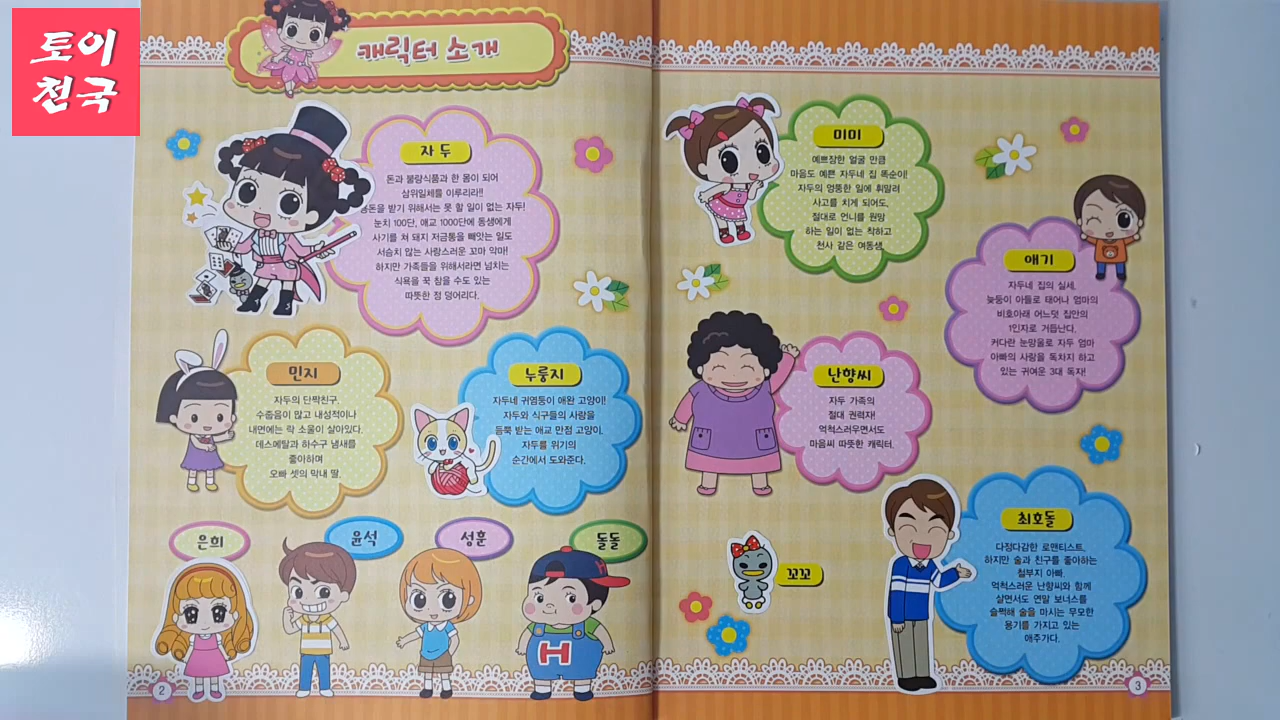 토이
천국
캐릭터 소개
자두
돈과 불량식품과 한 몸이 되어
삼위일체를 이루리라!!
용돈을 받기 위해서는 못 할 일이 없는 자두!
눈치 100단, 애교 1000단에 동생에게
사기를 쳐 돼지 저금통을 빼앗는 일도
서슴치 않는 사랑스러운 꼬마 악마!
하지만 가족들을 위해서라면 넘치는
식욕을 꾹 참을 수도 있는
따뜻한 정 덩어리다.
민지
자두의 단짝친구.
수줍음이 많고 내성적이나
내면에는 락 소울이 살아있다.
데스메탈과 하수구 냄새를
좋아하며
오빠 셋의 막내 딸.
누룽지
자두네 귀염둥이 애완 고양이!
자두와 식구들의 사랑을
듬뿍 받는 애교 만점 고양이.
자두를 위기의
순간에서 도와준다.
은희
윤석
성훈
돌돌
H
2
미미
예쁘장한 얼굴 만큼
마음도 예쁜 자두네 집 똑순이!
자두의 엉뚱한 일에 휘말려
사고를 치게 되어도,
절대로 언니를 원망
하는 일이 없는 착하고
천사 같은 여동생.
애기
자두네 집의 실세.
늦둥이 아들로 태어나 엄마의
비호아래 어느덧 집안의
1인자로 거듭난다.
커다란 눈망울로 자두 엄마
아빠의 사랑을 독차지 하고
있는 귀여운 3대 독자!
난향씨
자두 가족의
절대 권력자!
억척스러우면서도
마음씨 따뜻한 캐릭터.
꼬꼬
최호돌
다정다감한 로맨티스트.
하지만 술과 친구를 좋아하는
철부지 아빠.
억척스러운 난향씨와 함께
살면서도 연말 보너스를
슬쩍해 술을 마시는 무모한
용기를 가지고 있는
애주가다.
3